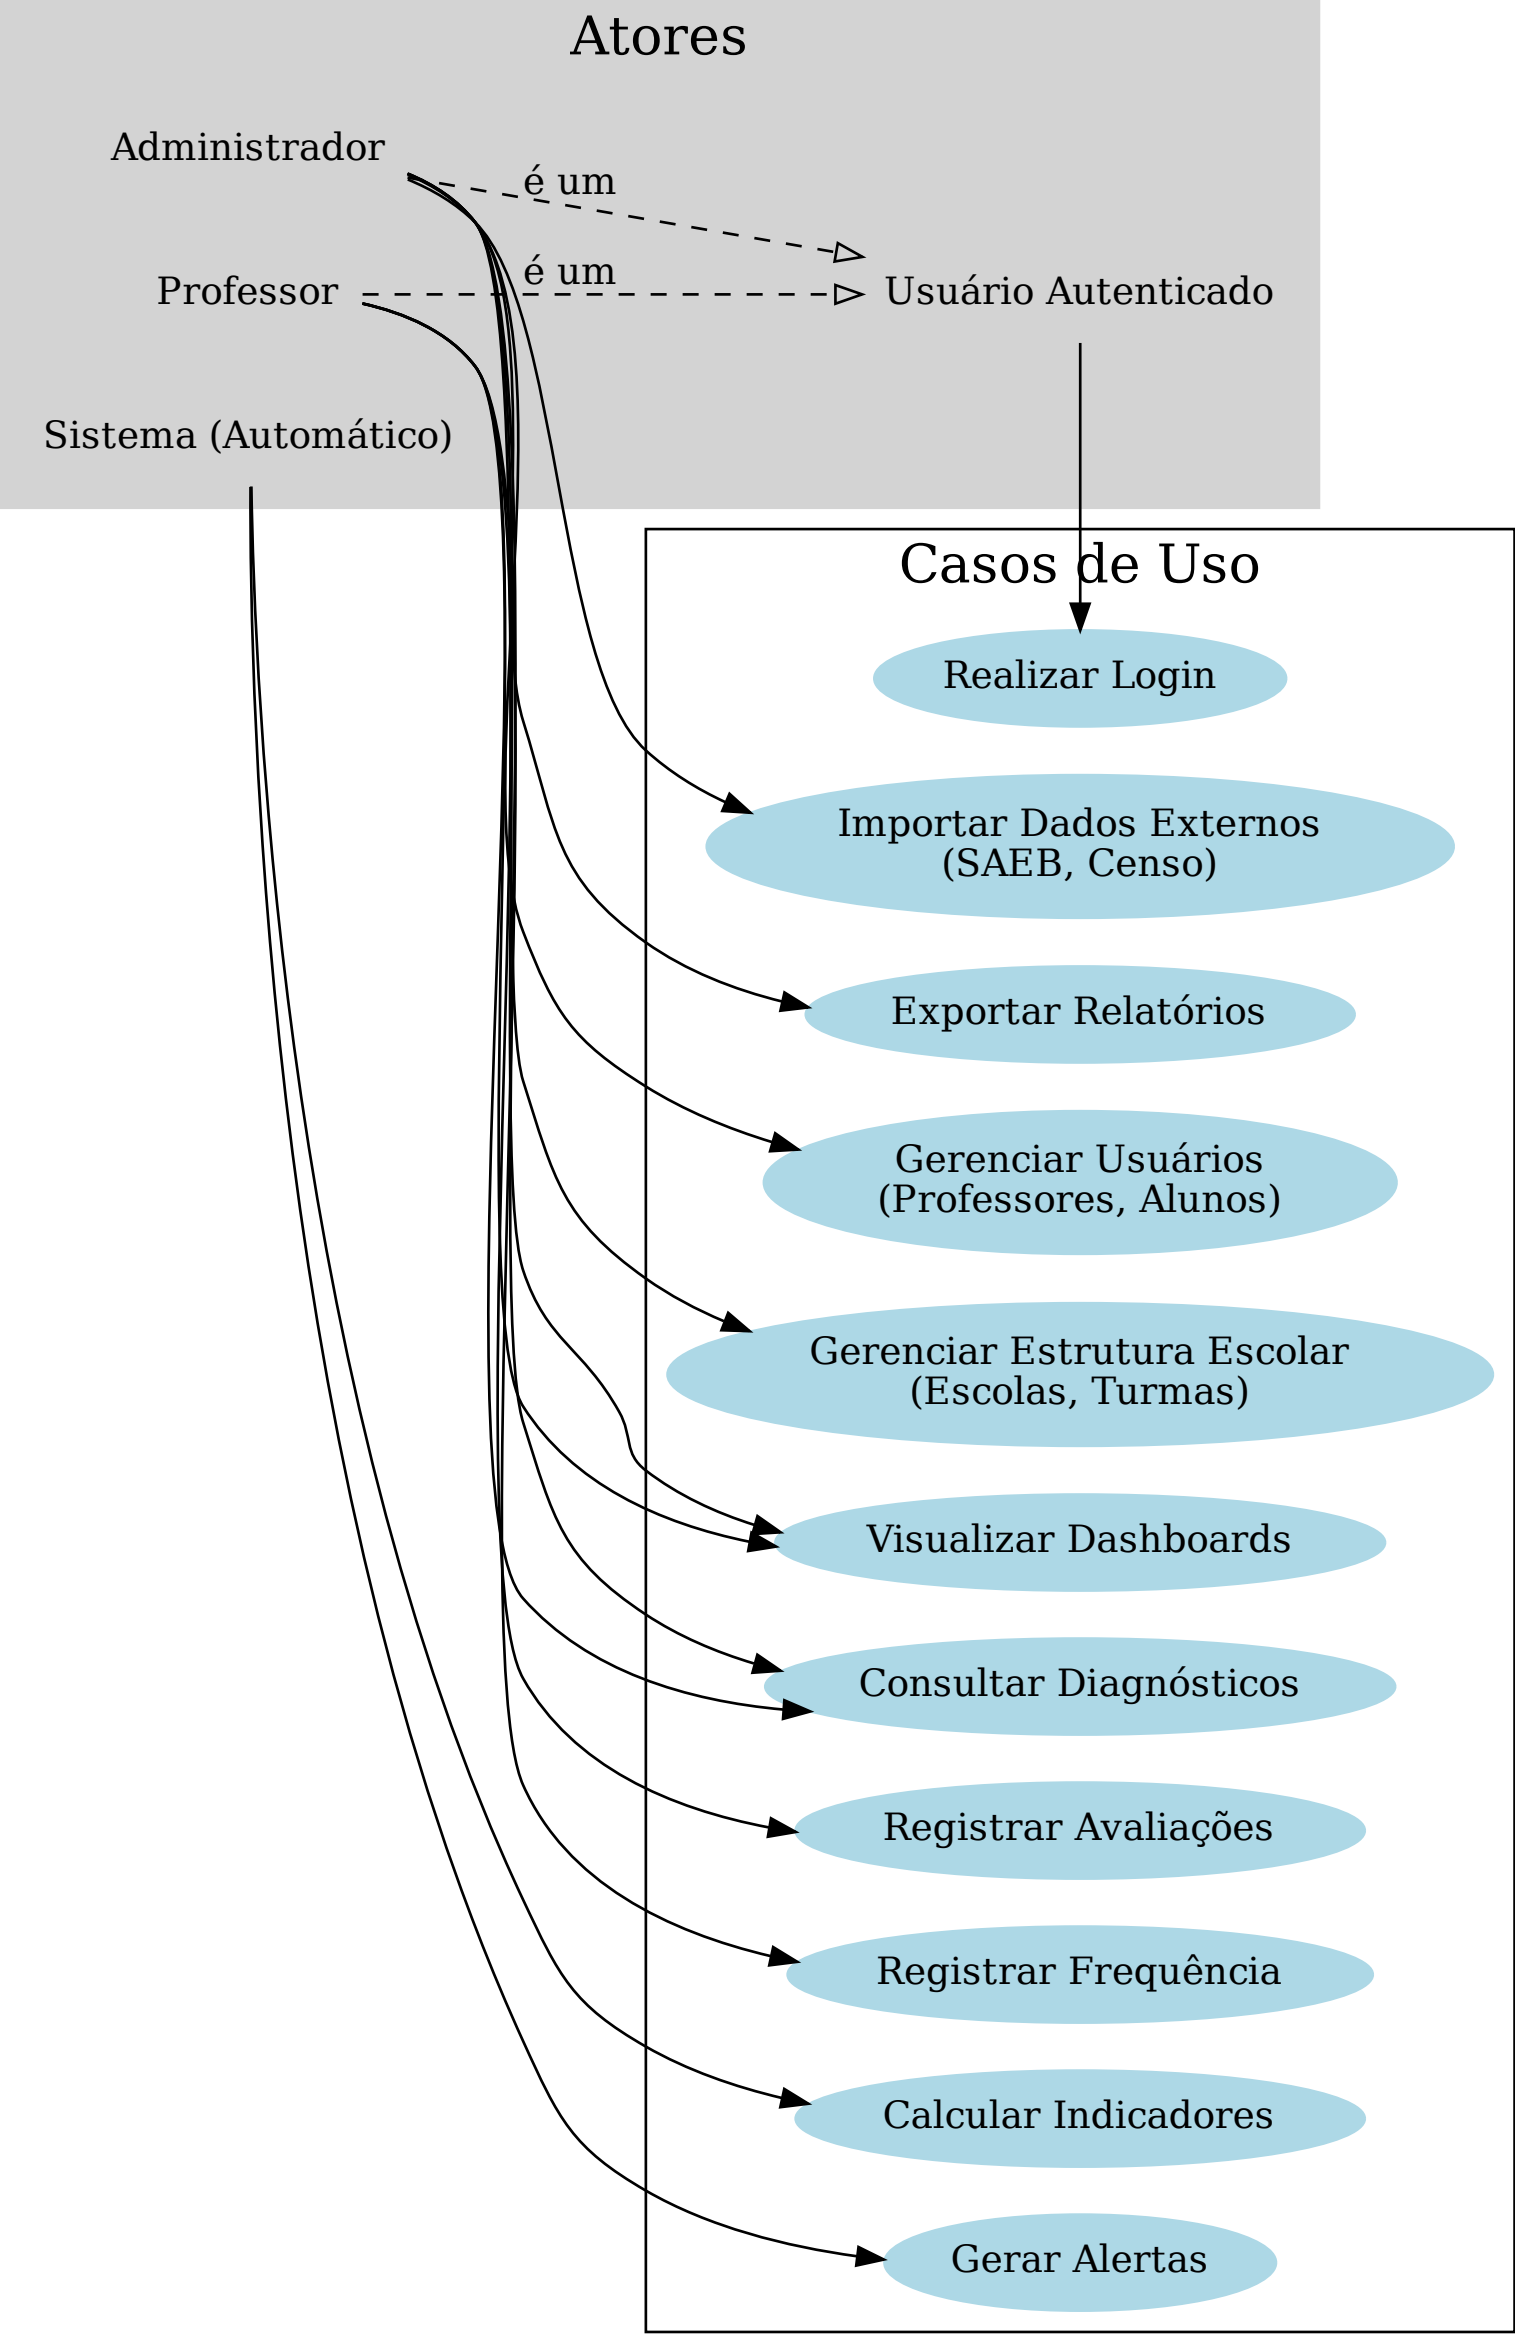 Atores
Administrador
é um
Professor
é um
Usuário Autenticado
Sistema (Automático)
Casos de Uso
Realizar Login
Importar Dados Externos
(SAEB, Censo)
Exportar Relatórios
Gerenciar Usuários
(Professores, Alunos)
Gerenciar Estrutura Escolar
(Escolas, Turmas)
Visualizar Dashboards
Consultar Diagnósticos
Registrar Avaliações
Registrar Frequência
Calcular Indicadores
Gerar Alertas